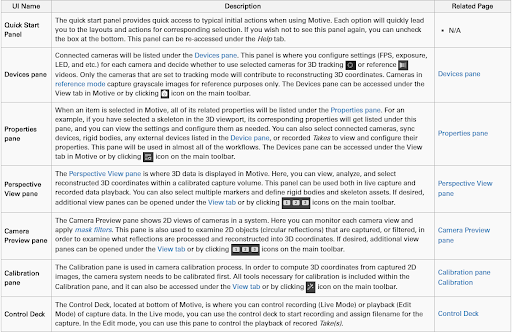 UI Name Description Related Page
Quick Start
Panel
The quick start panel provides quick access to typical initial actions when using Motive. Each option will quickly lead
you to the layouts and actions for corresponding selection. If you wish not to see this panel again, you can uncheck
the box at the bottom. This panel can be re-accessed under the Help tab.
• N/A
Devices pane
Connected cameras will be listed under the Devices pane. This panel is where you configure settings (FPS, exposure,
LED, and etc.) for each camera and decide whether to use selected cameras for 3D tracking or reference
videos. Only the cameras that are set to tracking mode will contribute to reconstructing 3D coordinates. Cameras in
reference mode capture grayscale images for reference purposes only. The Devices pane can be accessed under the
View tab in Motive or by clicking icon on the main toolbar.
Devices pane
Properties
pane
When an item is selected in Motive, all of its related properties will be listed under the Properties pane. For an
example, if you have selected a skeleton in the 3D viewport, its corresponding properties will get listed under this
pane, and you can view the settings and configure them as needed. You can also select connected cameras, sync
devices, rigid bodies, any external devices listed in the Device pane, or recorded Takes to view and configure their
properties. This pane will be used in almost all of the workflows. The Devices pane can be accessed under the View
tab in Motive or by clicking icon on the main toolbar.
Properties pane
Perspective
View pane
The Perspective View pane is where 3D data is displayed in Motive. Here, you can view, analyze, and select
reconstructed 3D coordinates within a calibrated capture volume. This panel can be used both in live capture and
recorded data playback. You can also select multiple markers and define rigid bodies and skeleton assets. If desired,
additional view panes can be opened under the View tab or by clicking 1 2 3 icons on the main toolbar.
Perspective View
pane
Camera
Preview pane
The Camera Preview pane shows 2D views of cameras in a system. Here you can monitor each camera view and
apply mask filters. This pane is also used to examine 2D objects (circular reflections) that are captured, or filtered, in
order to examine what reflections are processed and reconstructed into 3D coordinates. If desired, additional view
panes can be opened under the View tab or by clicking 1 2 3 icons on the main toolbar.
Camera Preview
pane
Calibration
pane
The Calibration pane is used in camera calibration process. In order to compute 3D coordinates from captured 2D
images, the camera system needs to be calibrated first. All tools necessary for calibration is included within the
Calibration pane, and it can also be accessed under the View tab or by clicking icon on the main toolbar.
Calibration pane
Calibration
Control Deck
The Control Deck, located at bottom of Motive, is where you can control recording (Live Mode) or playback (Edit
Mode) of capture data. In the Live mode, you can use the control deck to start recording and assign filename for the
capture. In the Edit mode, you can use this pane to control the playback of recored Take(s).
Control Deck